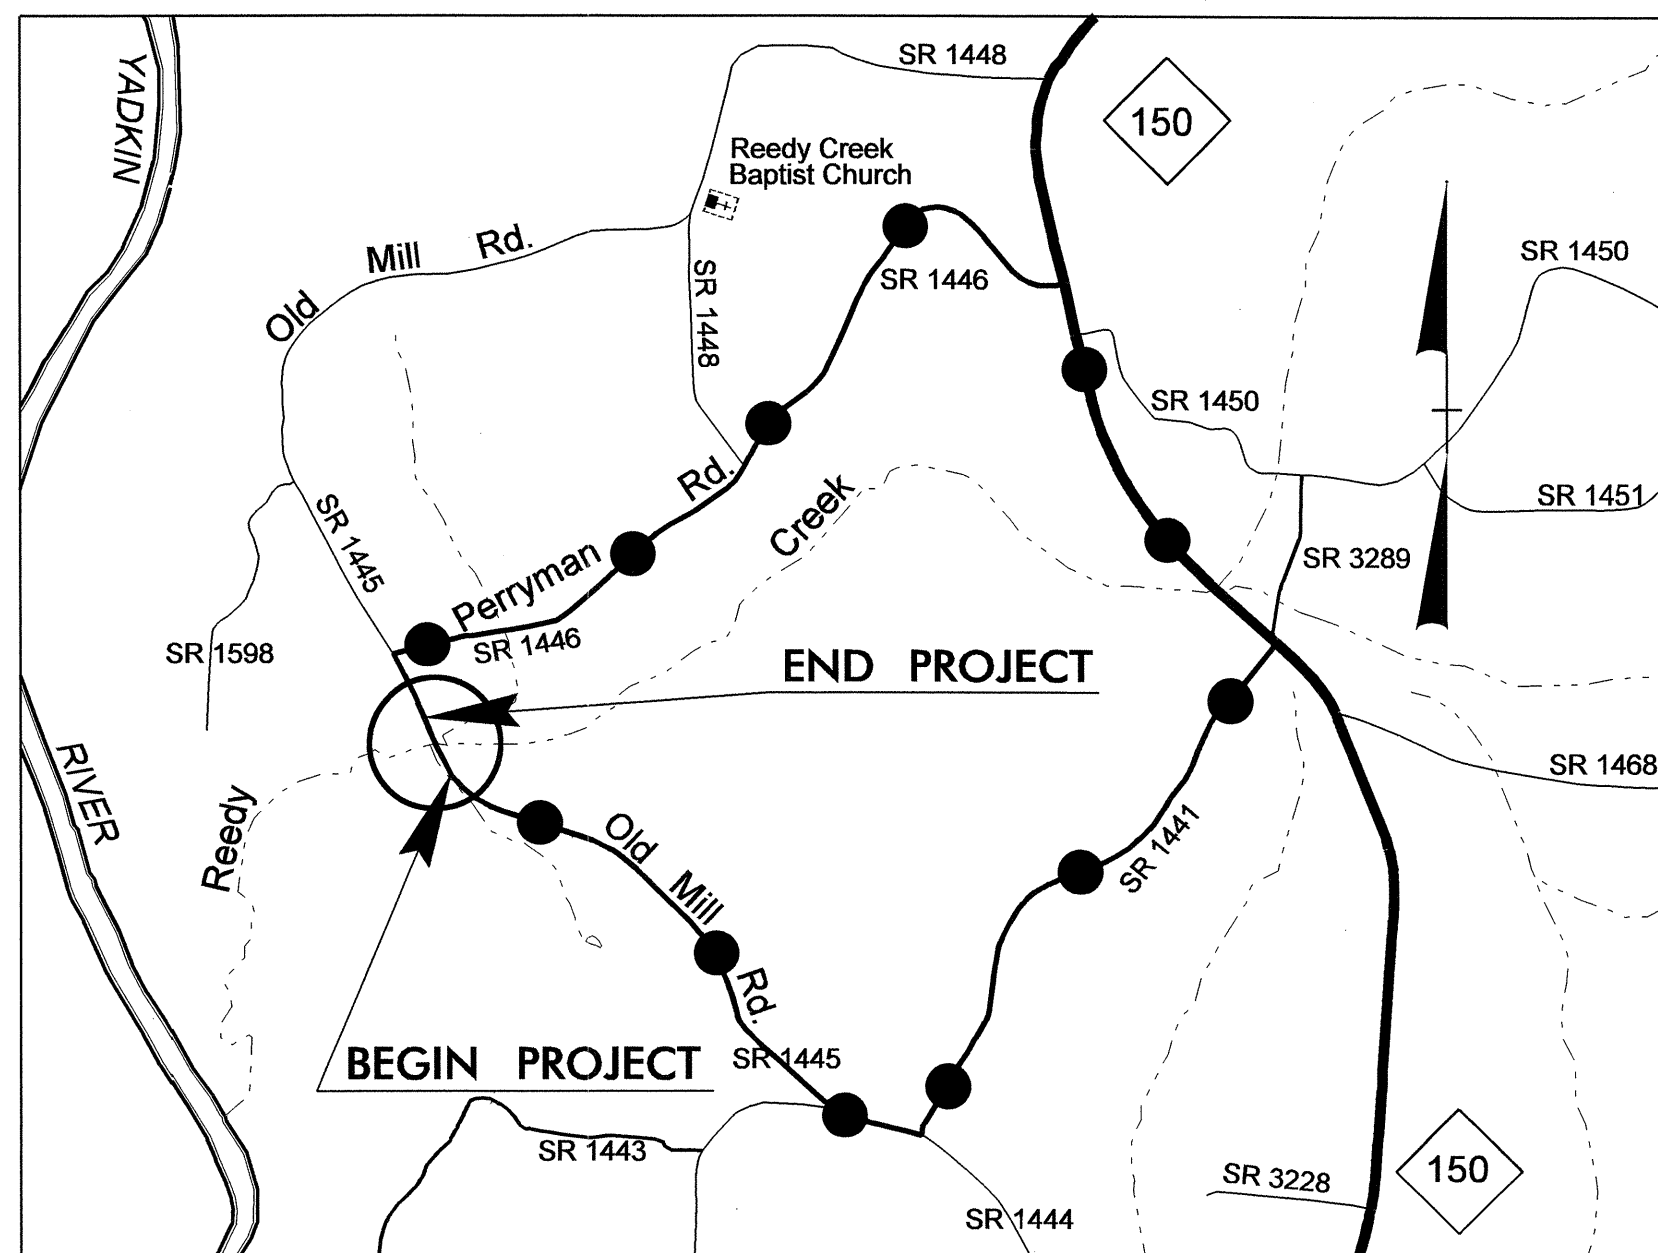 SR 1448
YADKIN
150
Reedy Creek
Baptist Church
Mill Rd.
SR 1446
SR 1450
Old
SR 1448
SR 1450
Rd.
Creek
SR 1451
SR 1445
Perryman
SR 3289
SR 1446
SR 1598
END PROJECT
RIVER
SR 1468
Reedy
Old
Mill
Rd.
SR 1441
BEGIN PROJECT
SR 1445
SR 1443
150
SR 3228
SR 1444